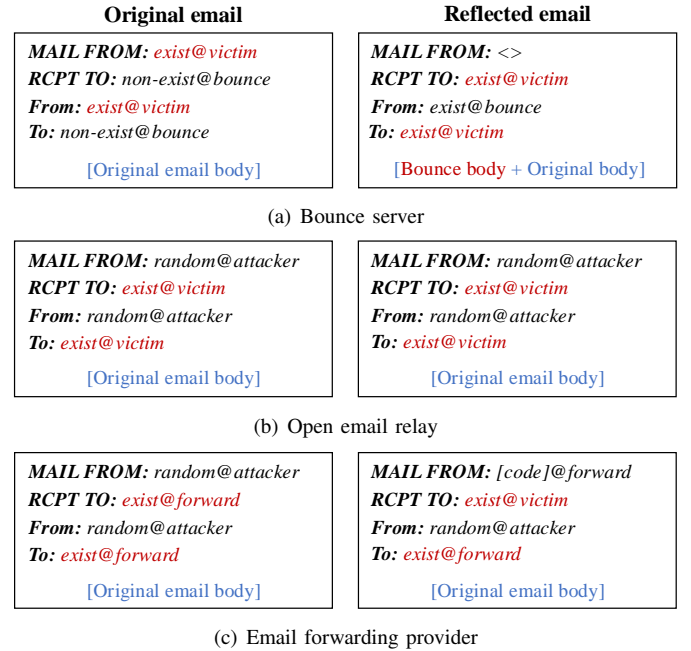 Original email
Reflected email
MAIL FROM: exist@victim
RCPT TO: non-exist@bounce
From: exist@victim
To: non-exist@bounce
[Original email body]
MAIL FROM: <>
RCPT TO: exist@victim
From: exist@bounce
To: exist@victim
[Bounce body + Original body]
(a) Bounce server
MAIL FROM: random@attacker
RCPT TO: exist@victim
From: random@attacker
To: exist@victim
[Original email body]
MAIL FROM: random@attacker
RCPT TO: exist@victim
From: random@attacker
To: exist@victim
[Original email body]
(b) Open email relay
MAIL FROM: random@attacker
RCPT TO: exist@forward
From: random@attacker
To: exist@forward
[Original email body]
MAIL FROM: [code]@forward
RCPT TO: exist@victim
From: random@attacker
To: exist@forward
[Original email body]
(c) Email forwarding provider